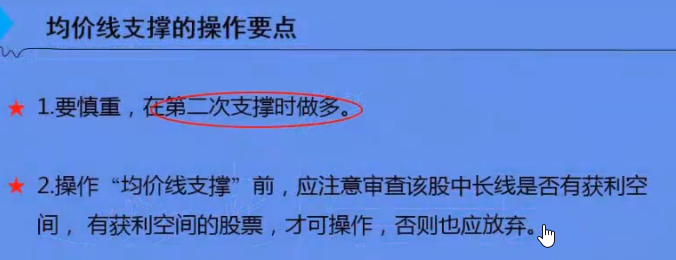 均价线支撑的操作要点
★ 1.要慎重，在第二次支撑时做多。
★ 2.操作“均价线支撑”前，应注意审查该股中长线是否有获利空
间，有获利空间的股票，才可操作，否则也应放弃。